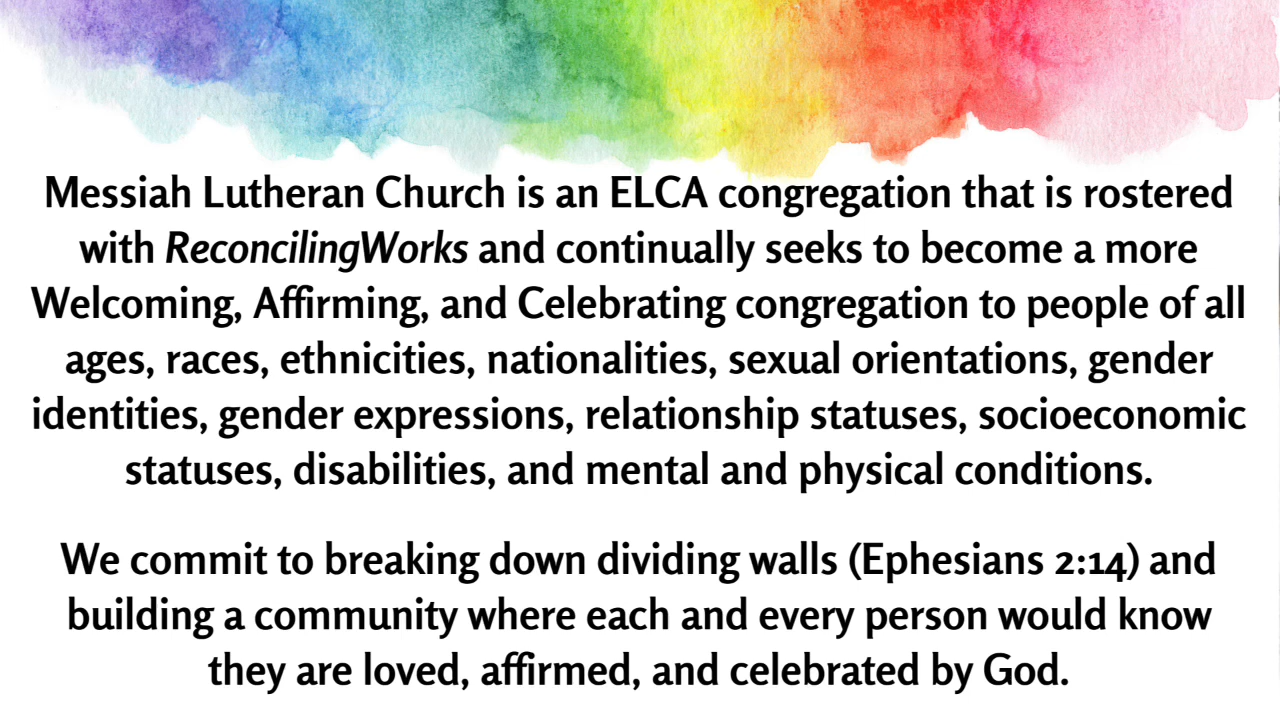 Messiah Lutheran Church is an ELCA congregation that is rostered
with ReconcilingWorks and continually seeks to become a more
Welcoming, Affirming, and Celebrating congregation to people of all
ages, races, ethnicities, nationalities, sexual orientations, gender
identities, gender expressions, relationship statuses, socioeconomic
statuses, disabilities, and mental and physical conditions.
We commit to breaking down dividing walls (Ephesians 2:14) and
building a community where each and every person would know
they are loved, affirmed, and celebrated by God.